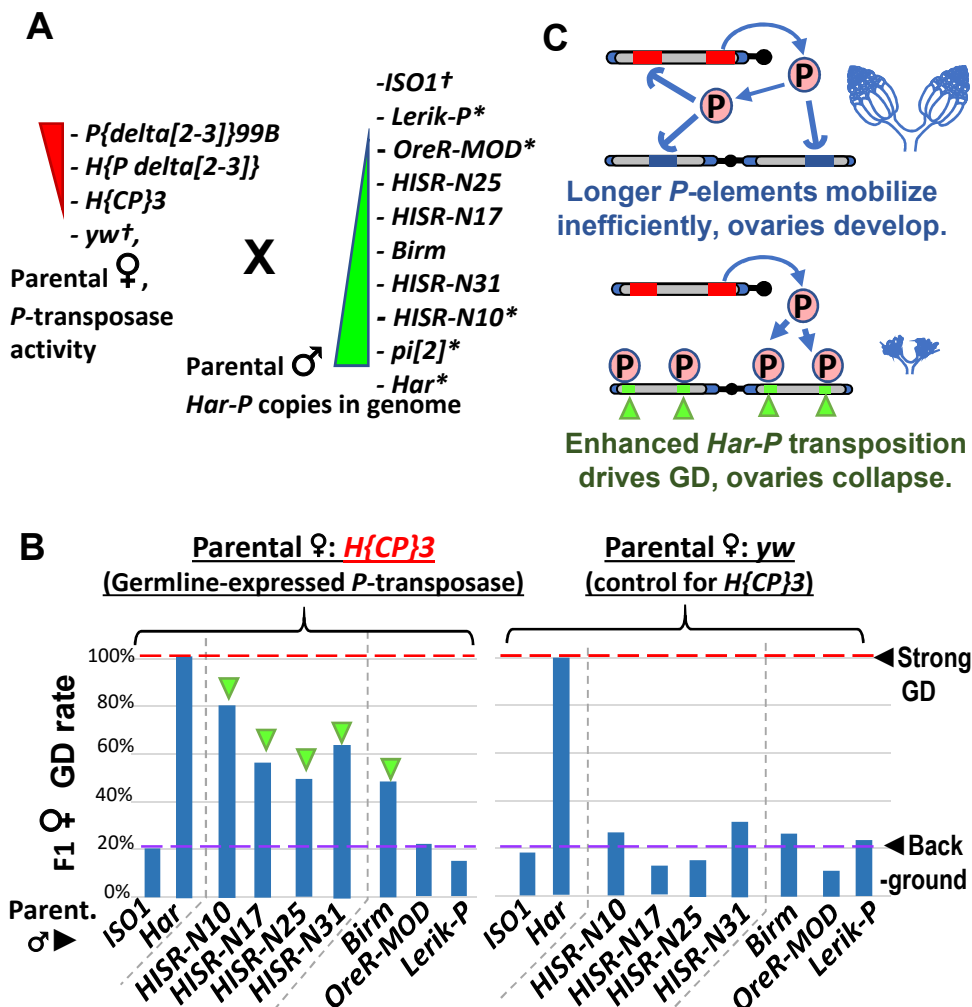 A
- P{delta[2-3]}99B
- H{P delta[2-3]}
- H{CP}3
- yw†,
Parental ♀,
P-transposase
activity
X
-ISO1†
- Lerik-P*
- OreR-MOD*
- HISR-N25
- HISR-N17
- Birm
- HISR-N31
- HISR-N10*
- pi[2]*
- Har*
Parental ♂
Har-P copies in genome
C
P
P
P
Longer P-elements mobilize
inefficiently, ovaries develop.
P
P P P P
Enhanced Har-P transposition
drives GD, ovaries collapse.
B
Parental ♀: H{CP}3
(Germline-expressed P-transposase)
Parental ♀: yw
(control for H{CP}3)
F1 ♀ GD rate
100%
80%
60%
40%
20%
0%
◀ Strong
GD
◀ Back
-ground
Parent.
♂ ▶
ISO1
Har
HISR-N10
HISR-N17
HISR-N25
HISR-N31
Birm
OreR-MOD
Lerik-P
ISO1
Har
HISR-N10
HISR-N17
HISR-N25
HISR-N31
Birm
OreR-MOD
Lerik-P